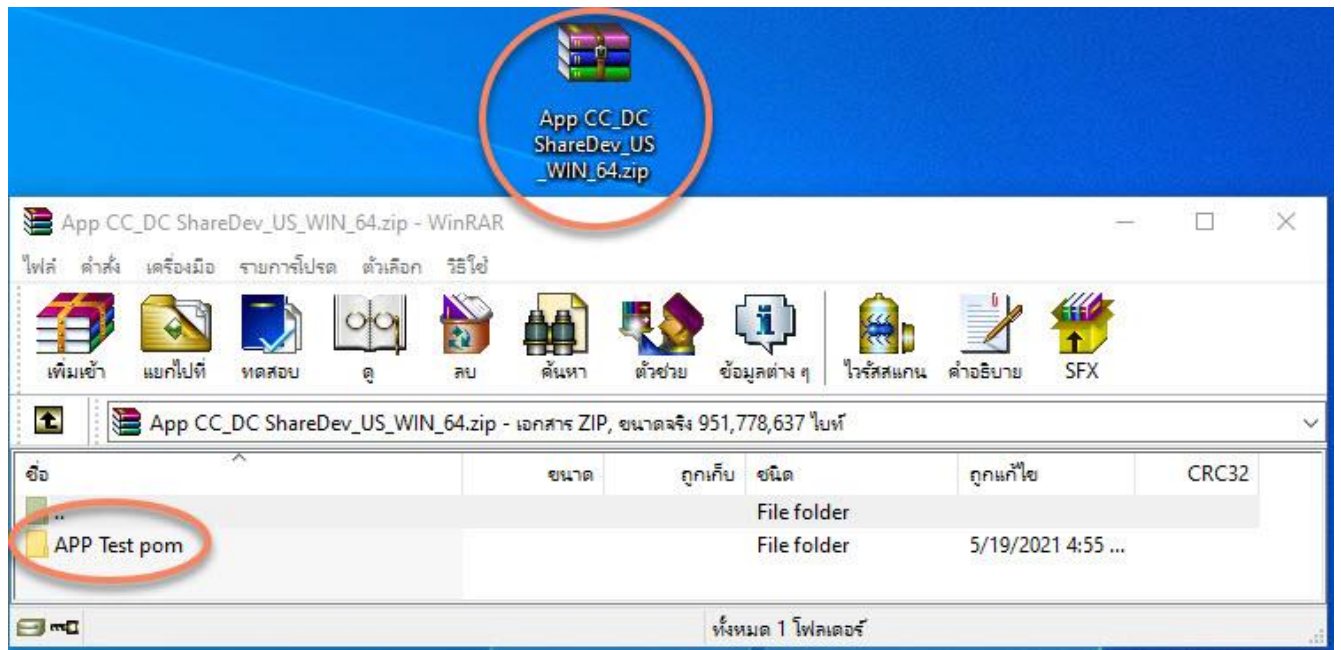 App CC_DC
ShareDev_US
_WIN_64.zip
App CC_DC ShareDev_US_WIN_64.zip - WinRAR
ไฟล์ คำสั่ง เครื่องมือ รายการโปรด ตัวเลือก วิธีใช้
เพิ่มเข้า แยกไปที่ ทดสอบ ดู ลบ ค้นหา ตัวช่วย ข้อมูลต่าง ๆ ไวรัสสแกน คำอธิบาย SFX
App CC_DC ShareDev_US_WIN_64.zip - เอกสาร ZIP, ขนาดจริง 951,778,637 ไบท์
ชื่อ ขนาด ถูกเก็บ ชนิด ถูกแก้ไข CRC32
.. File folder
APP Test pom File folder 5/19/2021 4:55 ...
ทั้งหมด 1 โฟลเดอร์